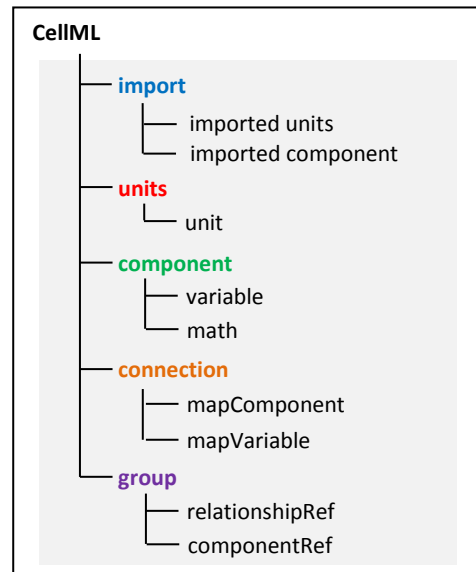 CellML
import
imported units
imported component
units
unit
component
variable
math
connection
mapComponent
mapVariable
group
relationshipRef
componentRef